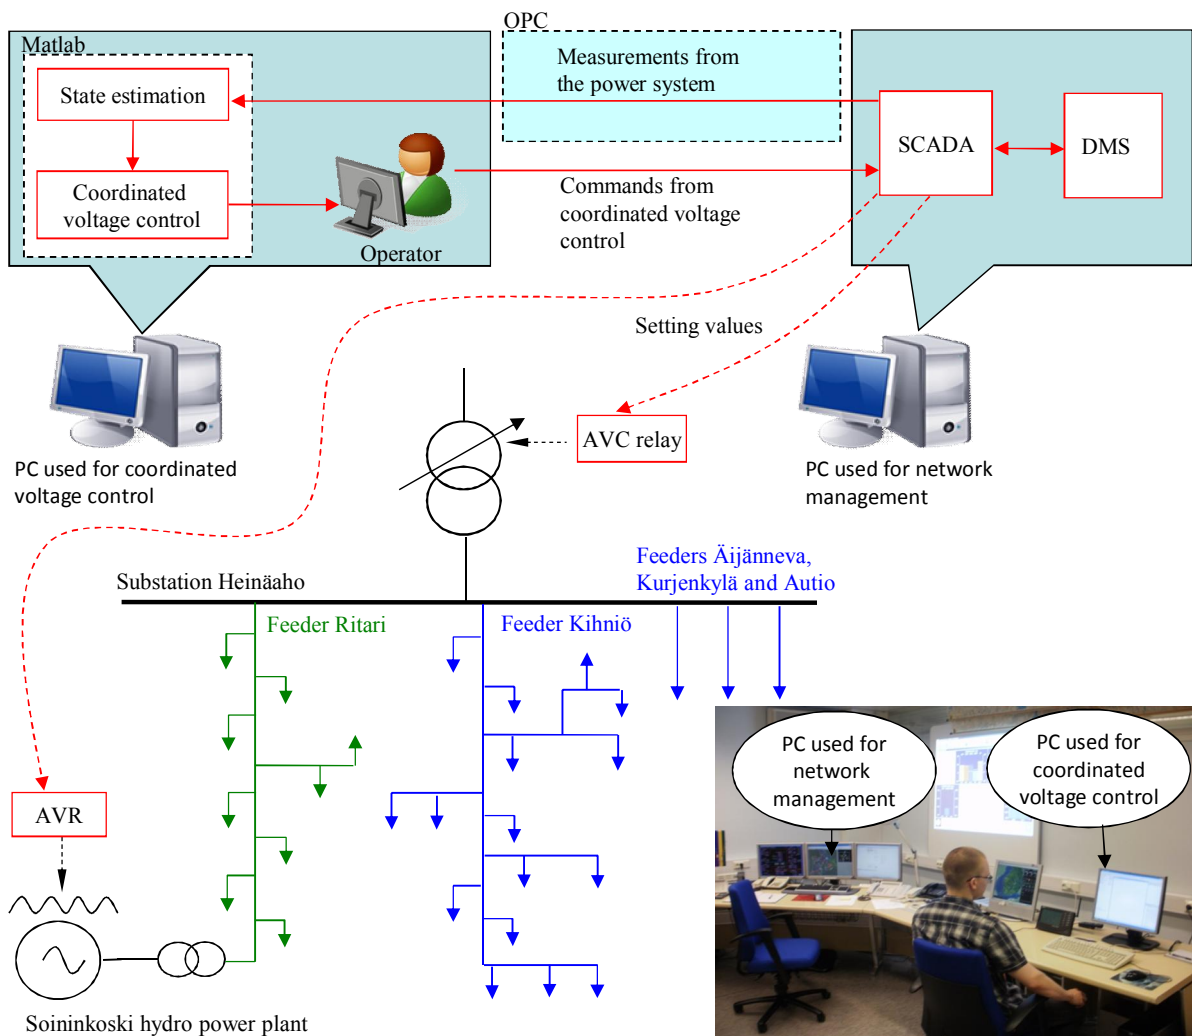 OPC
Matlab
Measurements from
the power system
State estimation
SCADA
DMS
Coordinated
voltage control
Commands from
coordinated voltage
control
Operator
Setting values
AVC relay
PC used for coordinated
voltage control
PC used for network
management
Feeders Äijänneva,
Kurjenkylä and Autio
Substation Heinäaho
Feeder Ritari
Feeder Kihniö
PC used for
network
management
PC used for
coordinated
voltage control
AVR
Soininkoski hydro power plant